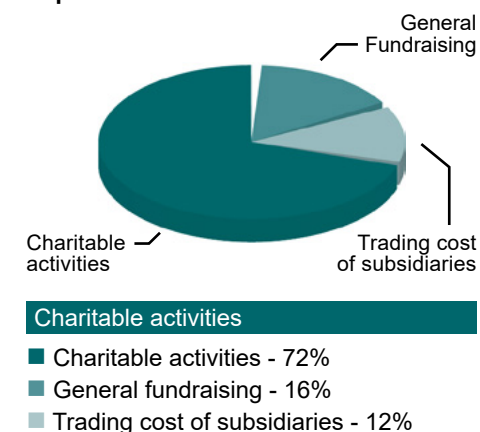 General
Fundraising
Charitable
activities
Trading cost
of subsidiaries
Charitable activities
Charitable activities - 72%
General fundraising - 16%
Trading cost of subsidiaries - 12%